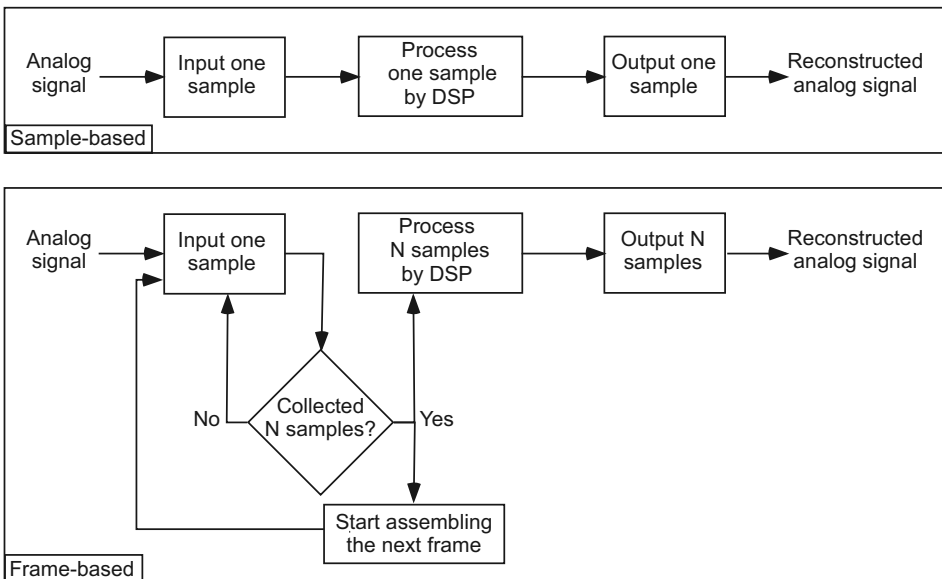 Analog
signal
Input one
sample
Process
one sample
by DSP
Output one
sample
Reconstructed
analog signal
Sample-based
Analog
signal
Input one
sample
Process
N samples
by DSP
Output N
samples
Reconstructed
analog signal
No
Collected
N samples?
Yes
Start assembling
the next frame
Frame-based